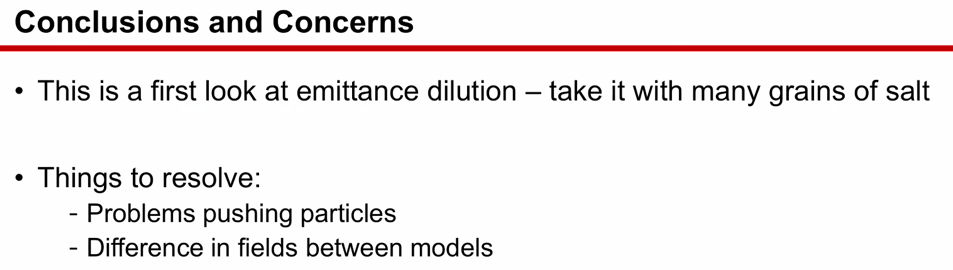 Conclusions and Concerns
• This is a first look at emittance dilution – take it with many grains of salt
• Things to resolve:
- Problems pushing particles
- Difference in fields between models